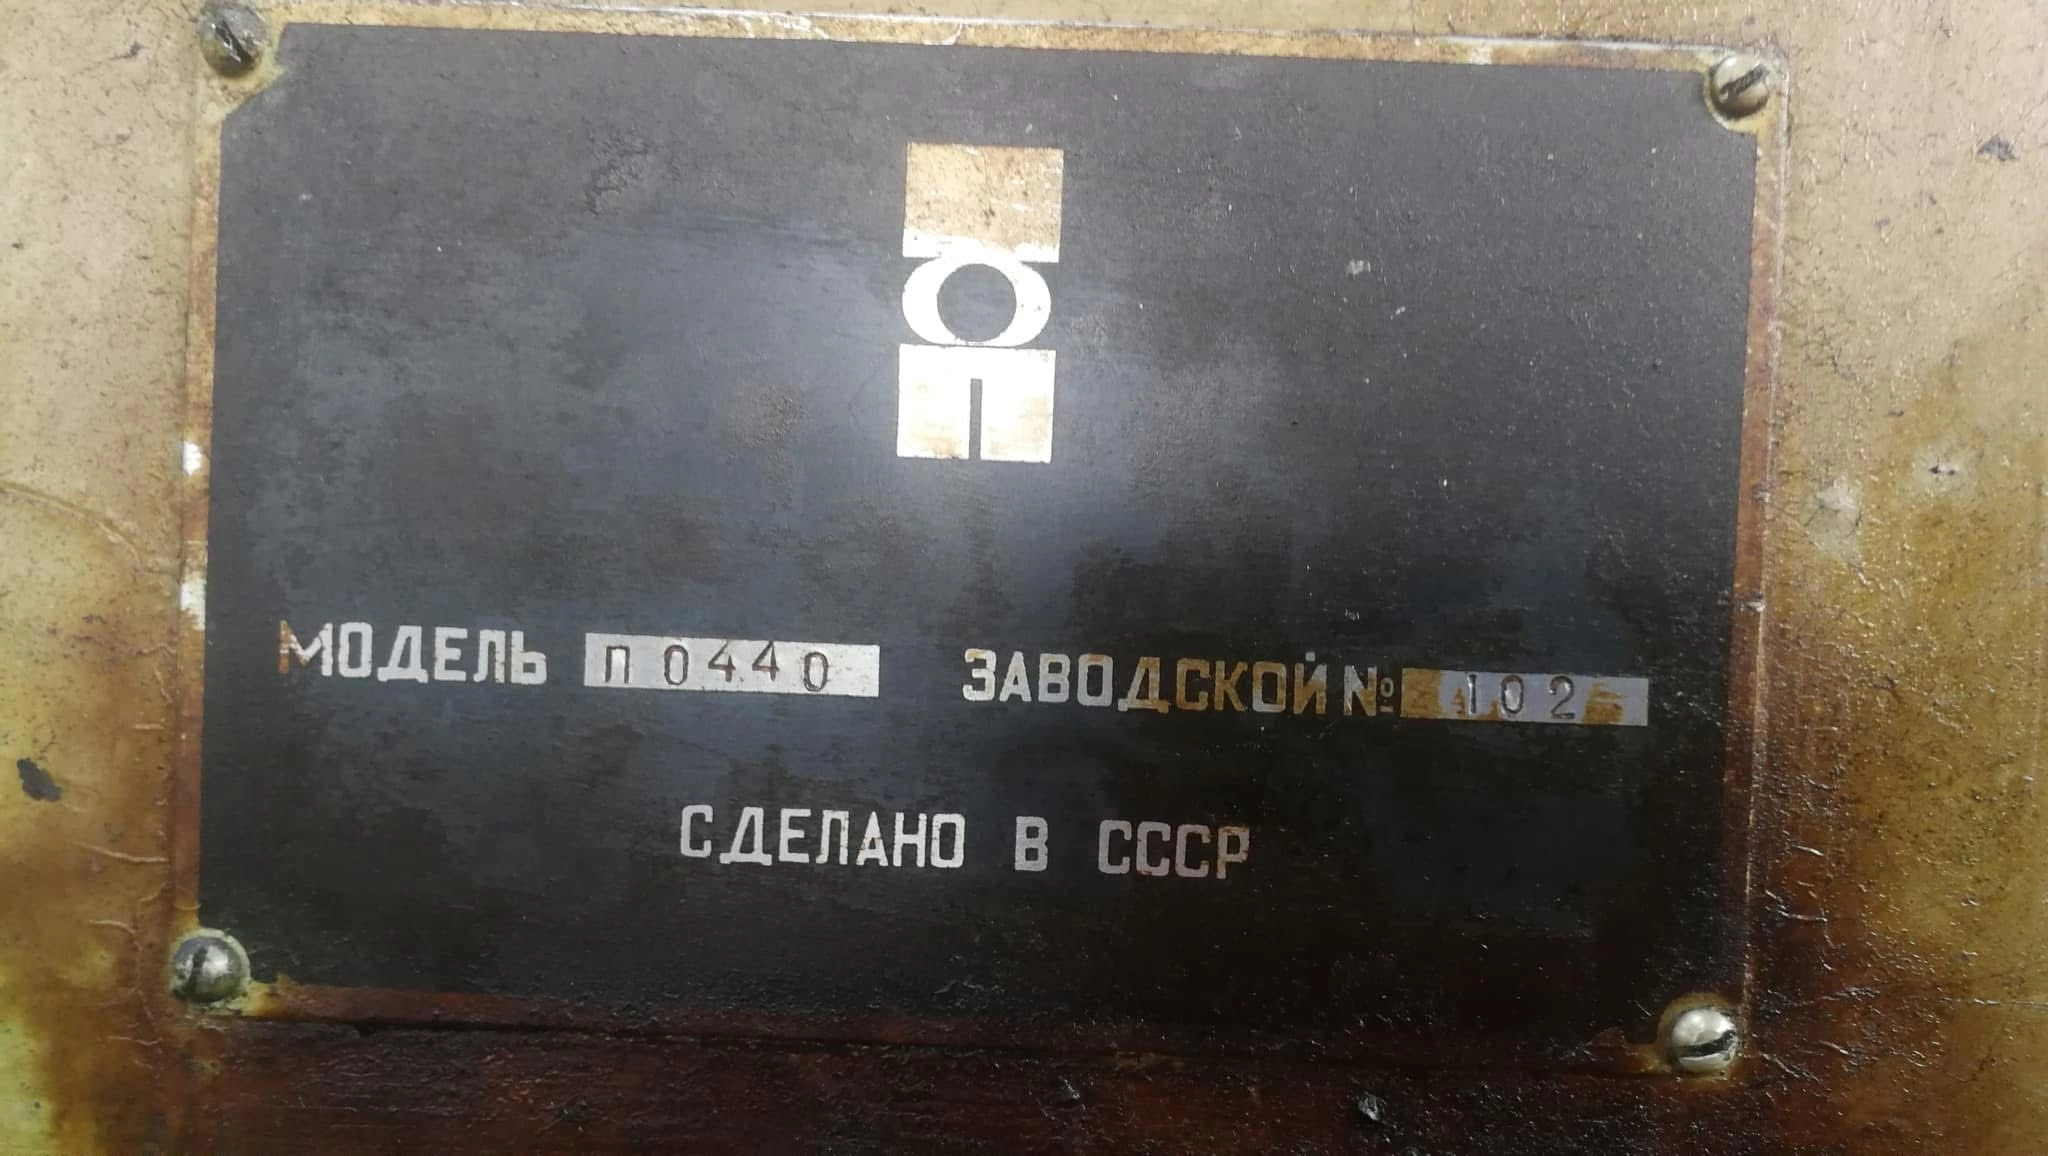 МОДЕЛЬ П0440 ЗАВОДСКОЙ № 102
СДЕЛАНО В СССР